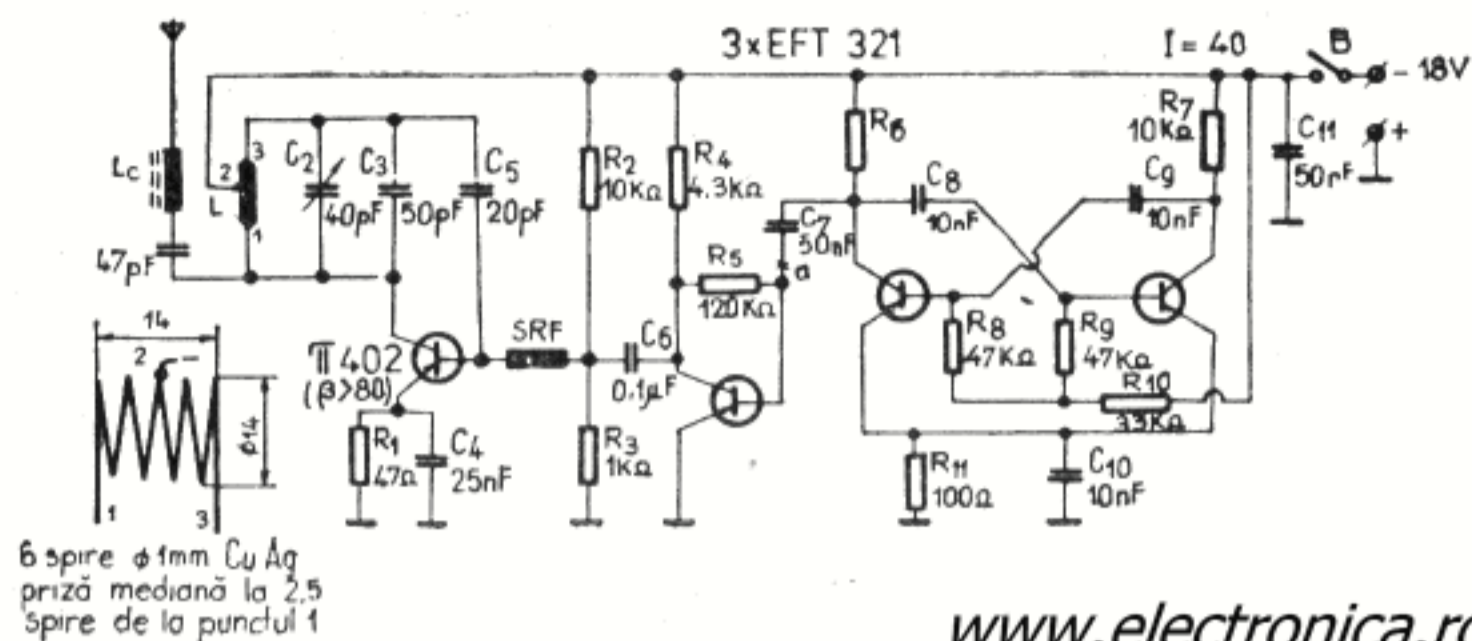 3xEFT 321
I = 40
B
- 18V
+
Lc
47pF
L
1
2
3
C2
40pF
C3
50pF
C5
20pF
R2
10KΩ
R4
4.3KΩ
R5
120KΩ
R6
C7
50nF
a
C8
10nF
C9
10nF
R7
10KΩ
C11
50nF
R8
47KΩ
R9
47KΩ
R10
33KΩ
R11
100Ω
C10
10nF
SRF
C6
0.1µF
π402
(β>80)
R1
47Ω
C4
25nF
R3
1KΩ
14
2
ϕ14
1
3
6 spire ϕ1mm Cu Ag
priză mediană la 2,5
spire de la punctul 1
www.electronica.ro